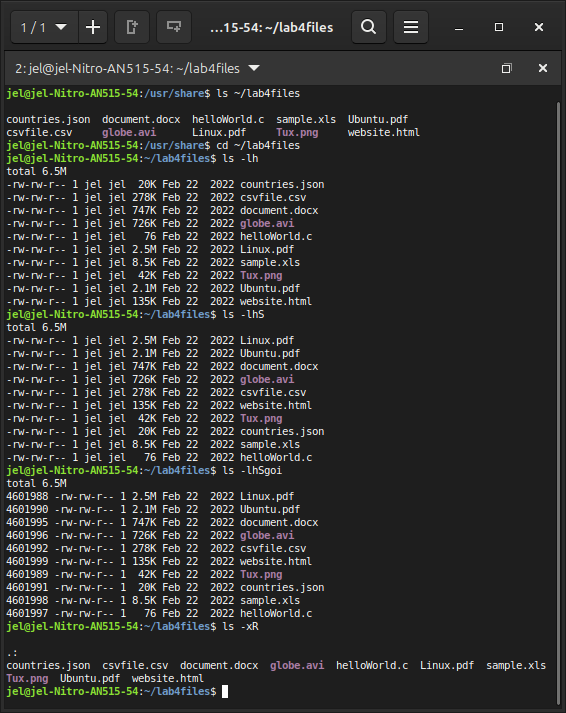 1 / 1
...15-54: ~/lab4files
2: jel@jel-Nitro-AN515-54: ~/lab4files
jel@jel-Nitro-AN515-54:/usr/share$ ls ~/lab4files
countries.json  document.docx  helloWorld.c  sample.xls  Ubuntu.pdf
csvfile.csv     globe.avi      Linux.pdf     Tux.png     website.html
jel@jel-Nitro-AN515-54:/usr/share$ cd ~/lab4files
jel@jel-Nitro-AN515-54:~/lab4files$ ls -lh
total 6.5M
-rw-rw-r-- 1 jel jel  20K Feb 22  2022 countries.json
-rw-rw-r-- 1 jel jel 278K Feb 22  2022 csvfile.csv
-rw-rw-r-- 1 jel jel 747K Feb 22  2022 document.docx
-rw-rw-r-- 1 jel jel 726K Feb 22  2022 globe.avi
-rw-rw-r-- 1 jel jel   76 Feb 22  2022 helloWorld.c
-rw-rw-r-- 1 jel jel 2.5M Feb 22  2022 Linux.pdf
-rw-rw-r-- 1 jel jel 8.5K Feb 22  2022 sample.xls
-rw-rw-r-- 1 jel jel  42K Feb 22  2022 Tux.png
-rw-rw-r-- 1 jel jel 2.1M Feb 22  2022 Ubuntu.pdf
-rw-rw-r-- 1 jel jel 135K Feb 22  2022 website.html
jel@jel-Nitro-AN515-54:~/lab4files$ ls -lhS
total 6.5M
-rw-rw-r-- 1 jel jel 2.5M Feb 22  2022 Linux.pdf
-rw-rw-r-- 1 jel jel 2.1M Feb 22  2022 Ubuntu.pdf
-rw-rw-r-- 1 jel jel 747K Feb 22  2022 document.docx
-rw-rw-r-- 1 jel jel 726K Feb 22  2022 globe.avi
-rw-rw-r-- 1 jel jel 278K Feb 22  2022 csvfile.csv
-rw-rw-r-- 1 jel jel 135K Feb 22  2022 website.html
-rw-rw-r-- 1 jel jel  42K Feb 22  2022 Tux.png
-rw-rw-r-- 1 jel jel  20K Feb 22  2022 countries.json
-rw-rw-r-- 1 jel jel 8.5K Feb 22  2022 sample.xls
-rw-rw-r-- 1 jel jel   76 Feb 22  2022 helloWorld.c
jel@jel-Nitro-AN515-54:~/lab4files$ ls -lhSgoi
total 6.5M
4601988 -rw-rw-r-- 1 2.5M Feb 22  2022 Linux.pdf
4601990 -rw-rw-r-- 1 2.1M Feb 22  2022 Ubuntu.pdf
4601995 -rw-rw-r-- 1 747K Feb 22  2022 document.docx
4601996 -rw-rw-r-- 1 726K Feb 22  2022 globe.avi
4601992 -rw-rw-r-- 1 278K Feb 22  2022 csvfile.csv
4601999 -rw-rw-r-- 1 135K Feb 22  2022 website.html
4601989 -rw-rw-r-- 1  42K Feb 22  2022 Tux.png
4601991 -rw-rw-r-- 1  20K Feb 22  2022 countries.json
4601998 -rw-rw-r-- 1 8.5K Feb 22  2022 sample.xls
4601997 -rw-rw-r-- 1   76 Feb 22  2022 helloWorld.c
jel@jel-Nitro-AN515-54:~/lab4files$ ls -xR
.:
countries.json  csvfile.csv  document.docx  globe.avi  helloWorld.c  Linux.pdf  sample.xls
Tux.png  Ubuntu.pdf  website.html
jel@jel-Nitro-AN515-54:~/lab4files$